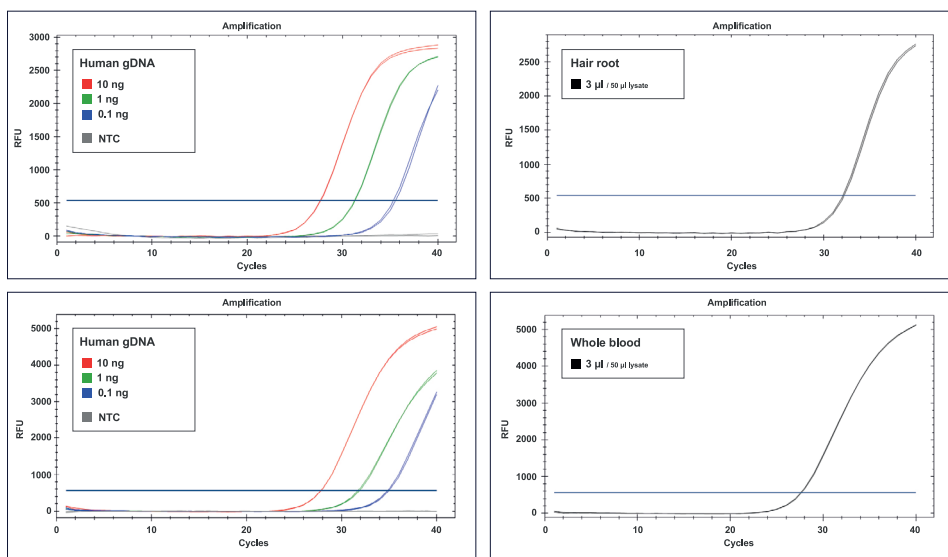 Amplification
3000
2500
2000
1500
1000
500
0
RFU
Human gDNA
10 ng
1 ng
0.1 ng
NTC
0
10
20
30
40
Cycles
Amplification
2500
2000
1500
1000
500
0
RFU
Hair root
3 µl / 50 µl lysate
0
10
20
30
40
Cycles
Amplification
5000
4000
3000
2000
1000
0
RFU
Human gDNA
10 ng
1 ng
0.1 ng
NTC
0
10
20
30
40
Cycles
Amplification
5000
4000
3000
2000
1000
0
RFU
Whole blood
3 µl / 50 µl lysate
0
10
20
30
40
Cycles